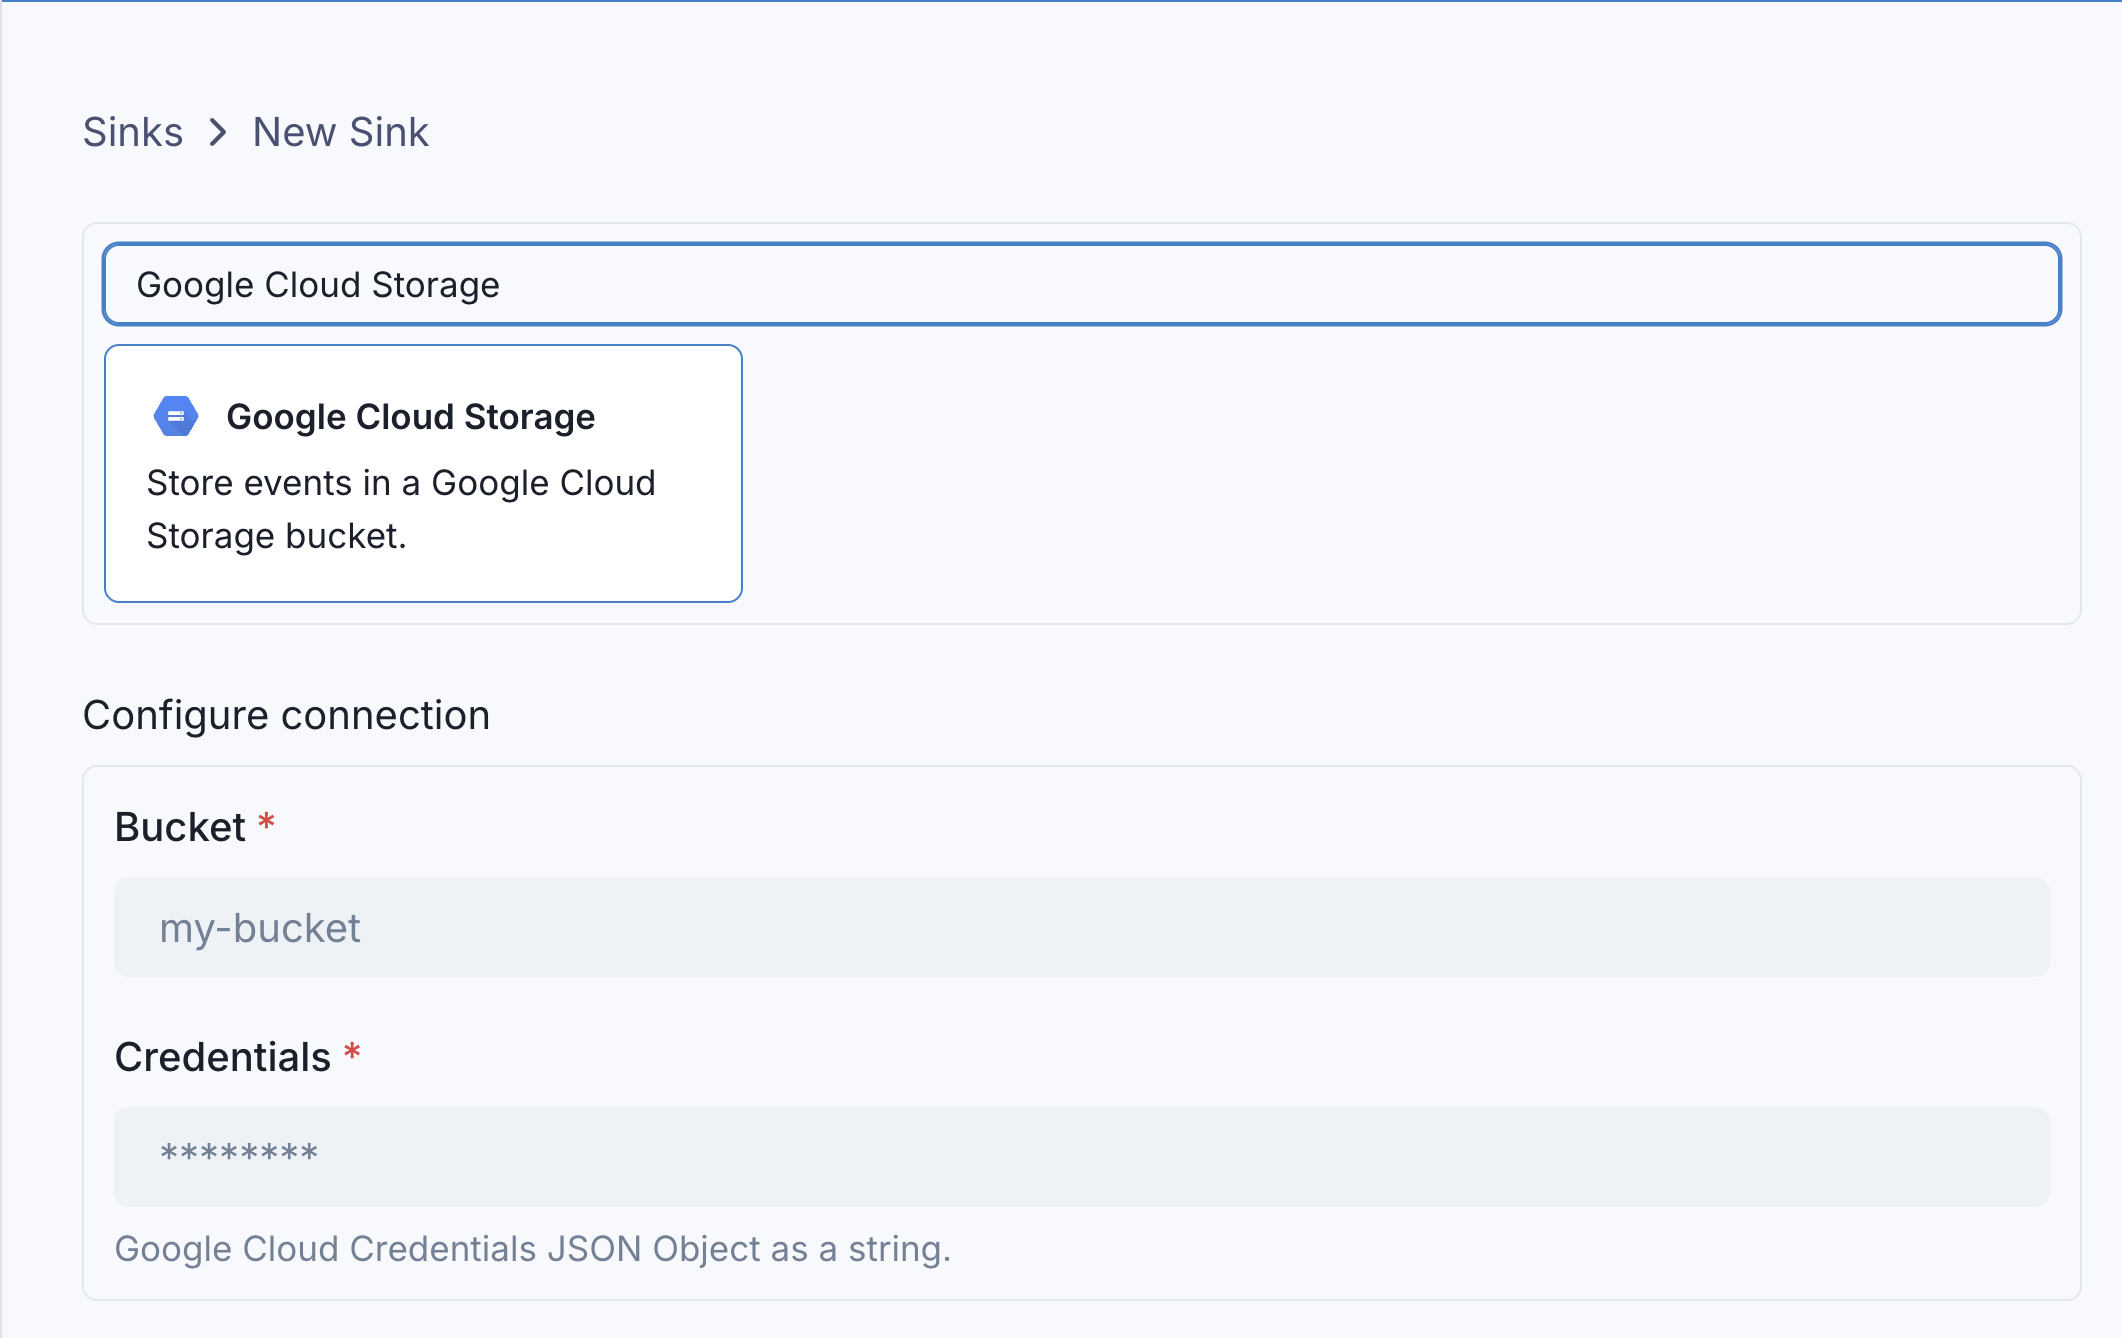 Sinks > New Sink
Google Cloud Storage
Google Cloud Storage
Store events in a Google Cloud
Storage bucket.
Configure connection
Bucket *
my-bucket
Credentials *
********
Google Cloud Credentials JSON Object as a string.